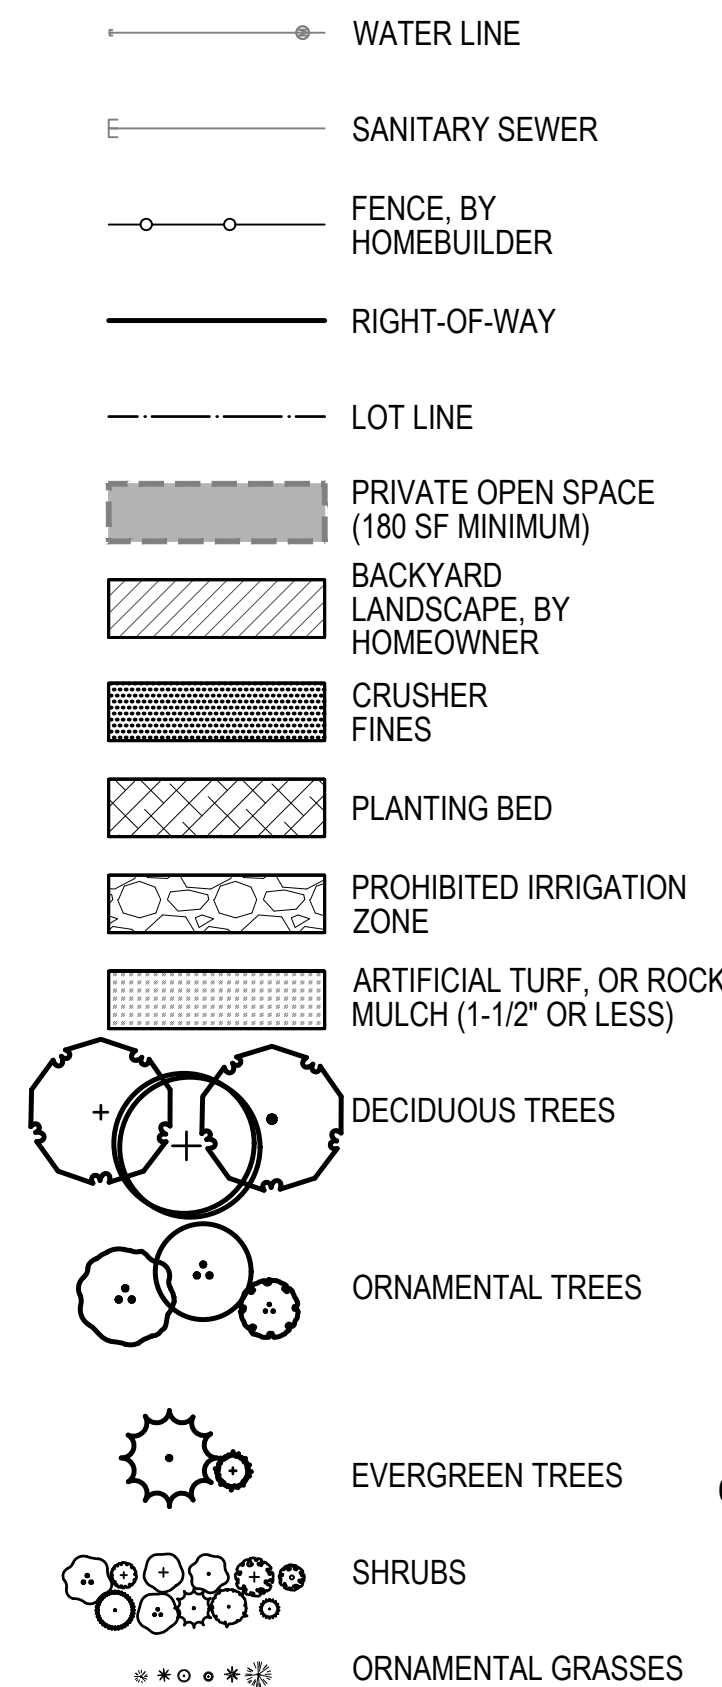 WATER LINE
SANITARY SEWER
FENCE, BY
HOMEBUILDER
RIGHT-OF-WAY
LOT LINE
PRIVATE OPEN SPACE
(180 SF MINIMUM)
BACKYARD
LANDSCAPE, BY
HOMEOWNER
CRUSHER
FINES
PLANTING BED
PROHIBITED IRRIGATION
ZONE
ARTIFICIAL TURF, OR ROCK
MULCH (1-1/2" OR LESS)
DECIDUOUS TREES
ORNAMENTAL TREES
EVERGREEN TREES
SHRUBS
ORNAMENTAL GRASSES